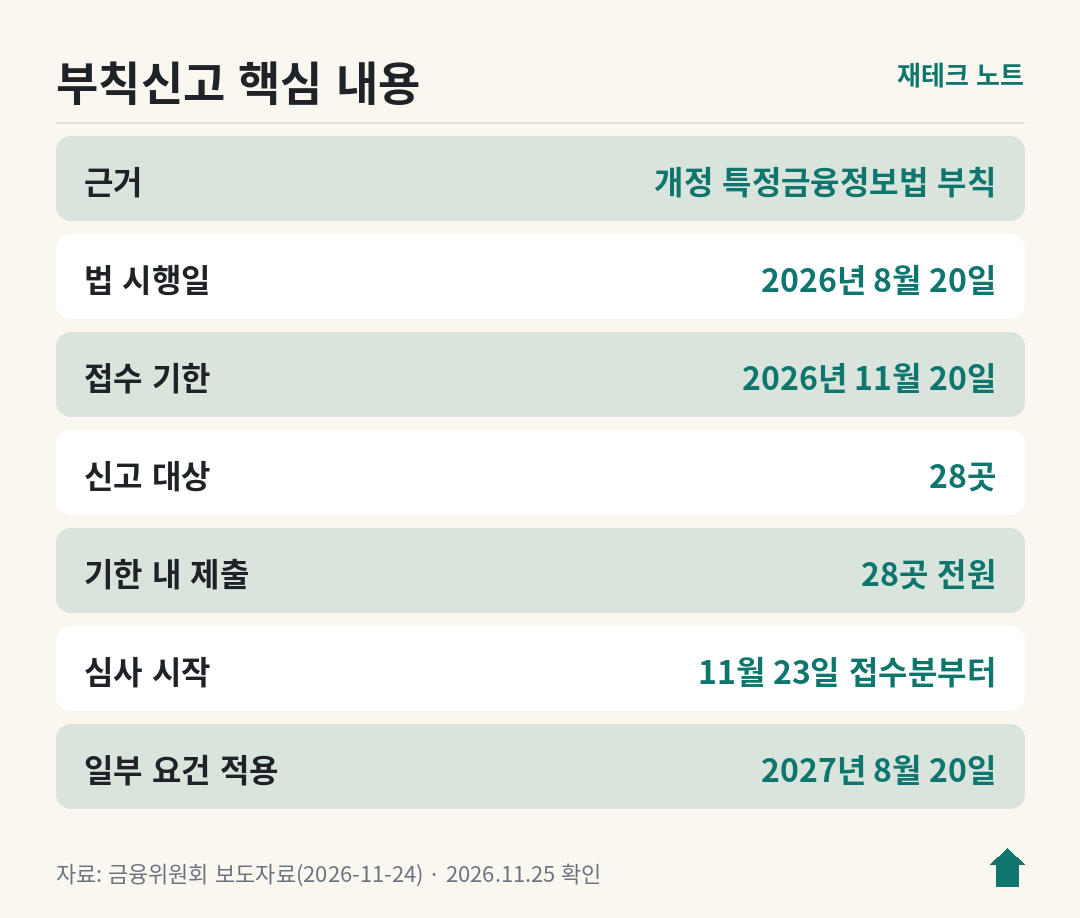 부칙신고 핵심 내용
재테크 노트
근거 개정 특정금융정보법 부칙
법 시행일 2026년 8월 20일
접수 기한 2026년 11월 20일
신고 대상 28곳
기한 내 제출 28곳 전원
심사 시작 11월 23일 접수분부터
일부 요건 적용 2027년 8월 20일
자료: 금융위원회 보도자료(2026-11-24) · 2026.11.25 확인